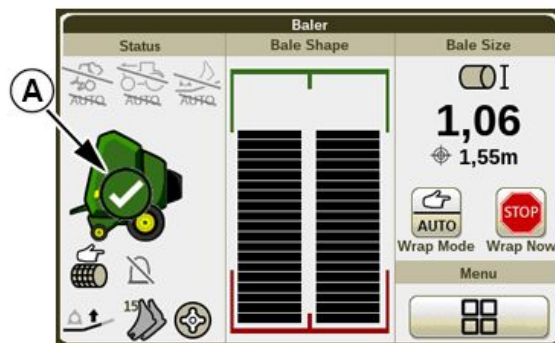 Baler
Status
Bale Shape
Bale Size
AUTO AUTO AUTO
A
1,06
1,55m
AUTO
STOP
Wrap Mode Wrap Now
Menu
15